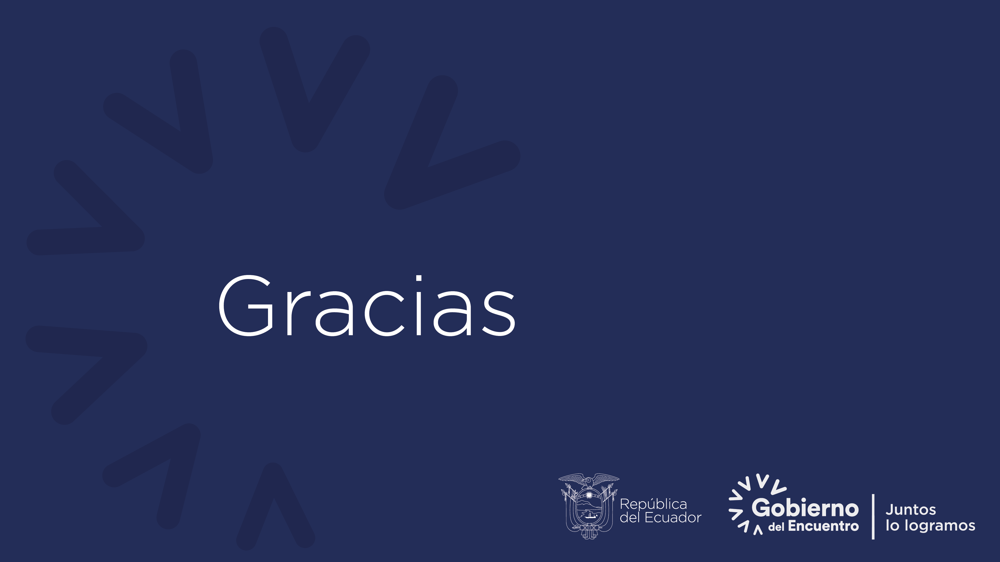 Gracias
República
del Ecuador
Gobierno
del Encuentro
Juntos
lo logramos